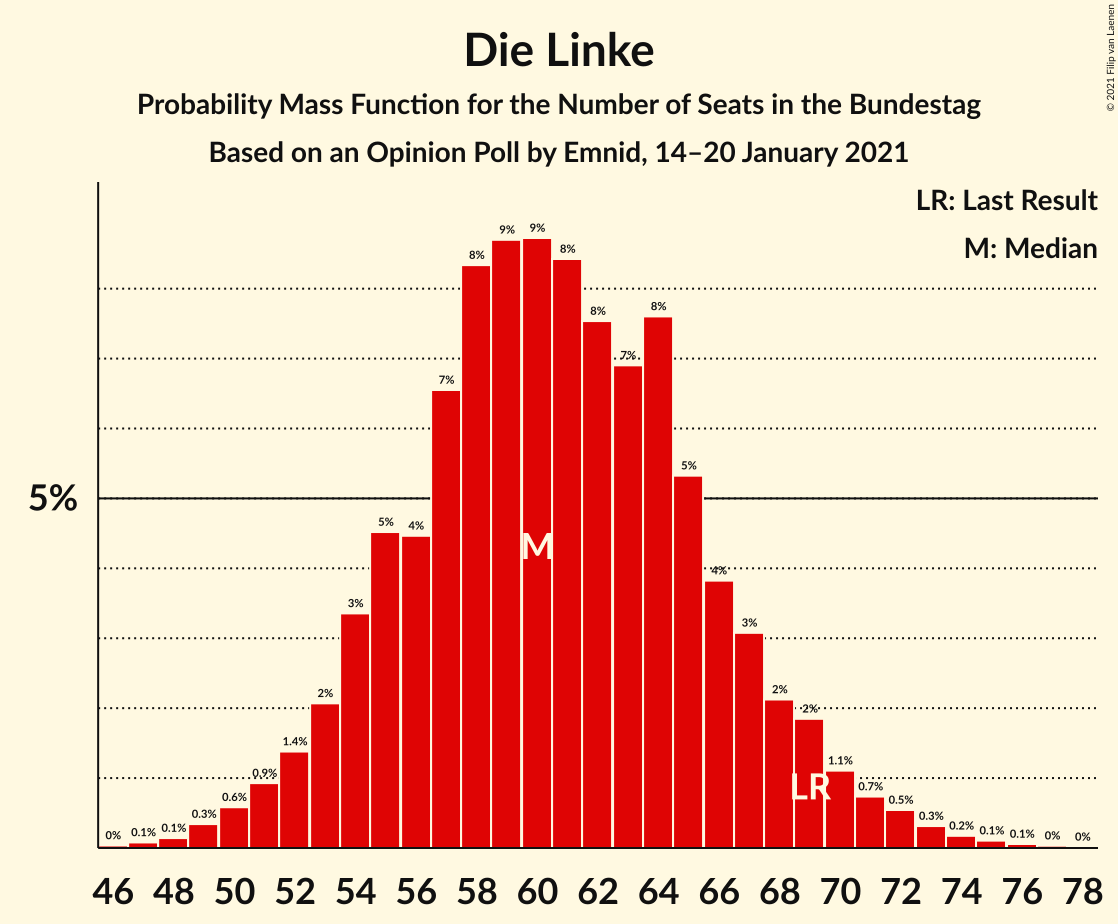 Die Linke
Probability Mass Function for the Number of Seats in the Bundestag
Based on an Opinion Poll by Emnid, 14–20 January 2021
© 2021 Filip van Laenen
LR: Last Result
M: Median
5%
0% 0.1% 0.1% 0.3% 0.6% 0.9% 1.4% 2% 3% 5% 4% 7% 8% 9% 9% 8% 8% 7% 8% 5% 4% 3% 2% 2% 1.1% 0.7% 0.5% 0.3% 0.2% 0.1% 0.1% 0% 0%
M
LR
46 48 50 52 54 56 58 60 62 64 66 68 70 72 74 76 78